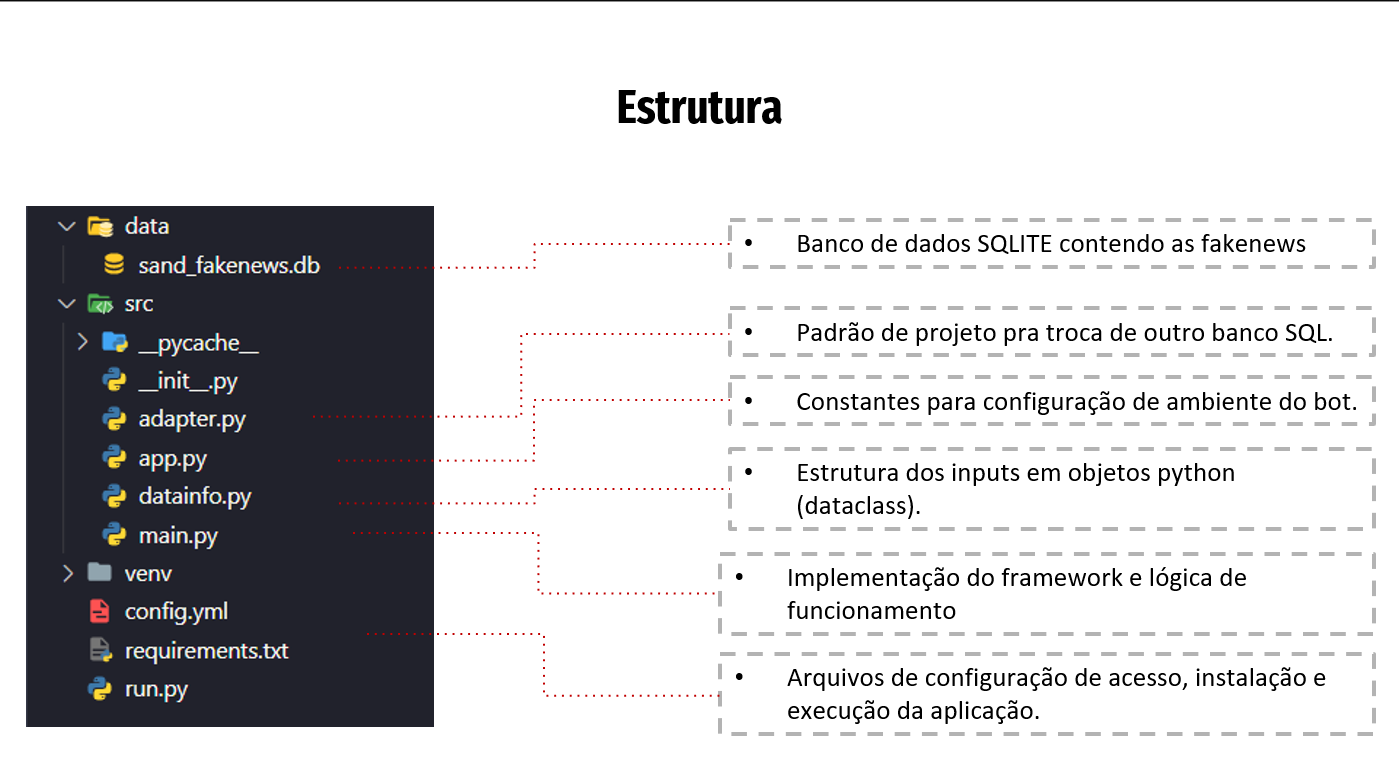 Estrutura
data
sand_fakenews.db
src
__pycache__
__init__.py
adapter.py
app.py
datainfo.py
main.py
venv
config.yml
requirements.txt
run.py
• Banco de dados SQLITE contendo as fakenews
• Padrão de projeto pra troca de outro banco SQL.
• Constantes para configuração de ambiente do bot.
• Estrutura dos inputs em objetos python
(dataclass).
• Implementação do framework e lógica de
funcionamento
• Arquivos de configuração de acesso, instalação e
execução da aplicação.